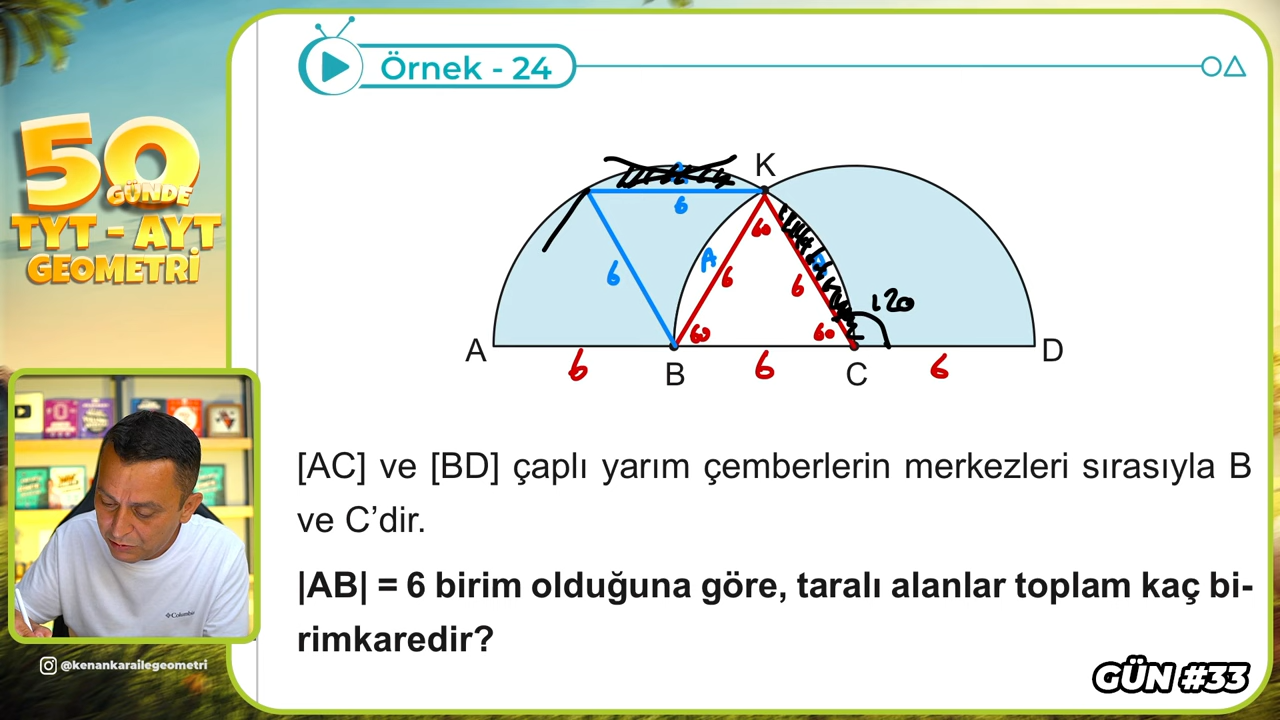 Örnek - 24
50
GÜNDE
TYT - AYT
GEOMETRİ
K
6
A
6
60
6
6
120
60
60
A
B
C
D
6
6
6
[AC] ve [BD] çaplı yarım çemberlerin merkezleri sırasıyla B
ve C'dir.
|AB| = 6 birim olduğuna göre, taralı alanlar toplam kaç bi-
rimkaredir?
Columbia
@kenankarailegeometri
GÜN #33